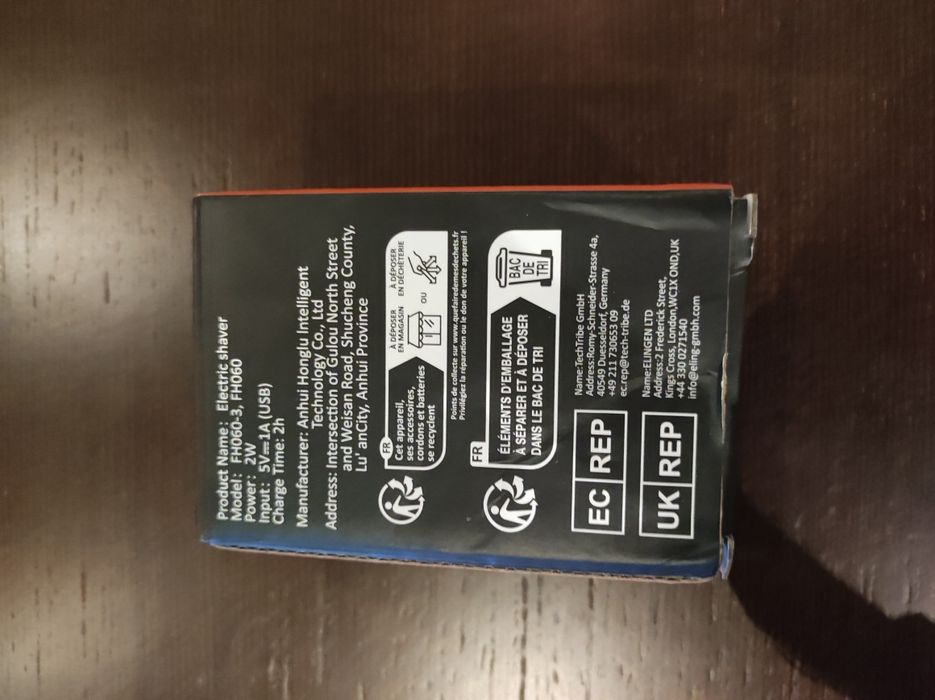 Product Name: Electric shaver
Model: FH060-3, FH060
Power: 2W
Input: 5V⎓1A (USB)
Charge Time: 2h
Manufacturer: Anhui Honglu Intelligent
Technology Co., Ltd
Address: Intersection of Gulou North Street
and Weisan Road, Shucheng County,
Lu' anCity, Anhui Province
FR
Cet appareil,
ses accessoires,
cordons et batteries
se recyclent
À DÉPOSER
EN MAGASIN
OU
À DÉPOSER
EN DÉCHÈTERIE
Points de collecte sur www.quefairedemesdechets.fr
Privilégiez la réparation ou le don de votre appareil !
FR
ÉLÉMENTS D'EMBALLAGE
À SÉPARER ET À DÉPOSER
DANS LE BAC DE TRI
BAC
DE
TRI
EC REP
Name:TechTribe GmbH
Address:Romy-Schneider-Strasse 4a,
40549 Duesseldorf, Germany
+49 211 7300653 09
ec.rep@tech-tribe.de
UK REP
Name:ELINGEN LTD
Address:2 Frederick Street,
Kings Cross, London,WC1X OND,UK
+44 330 0271540
info@eling-gmbh.com